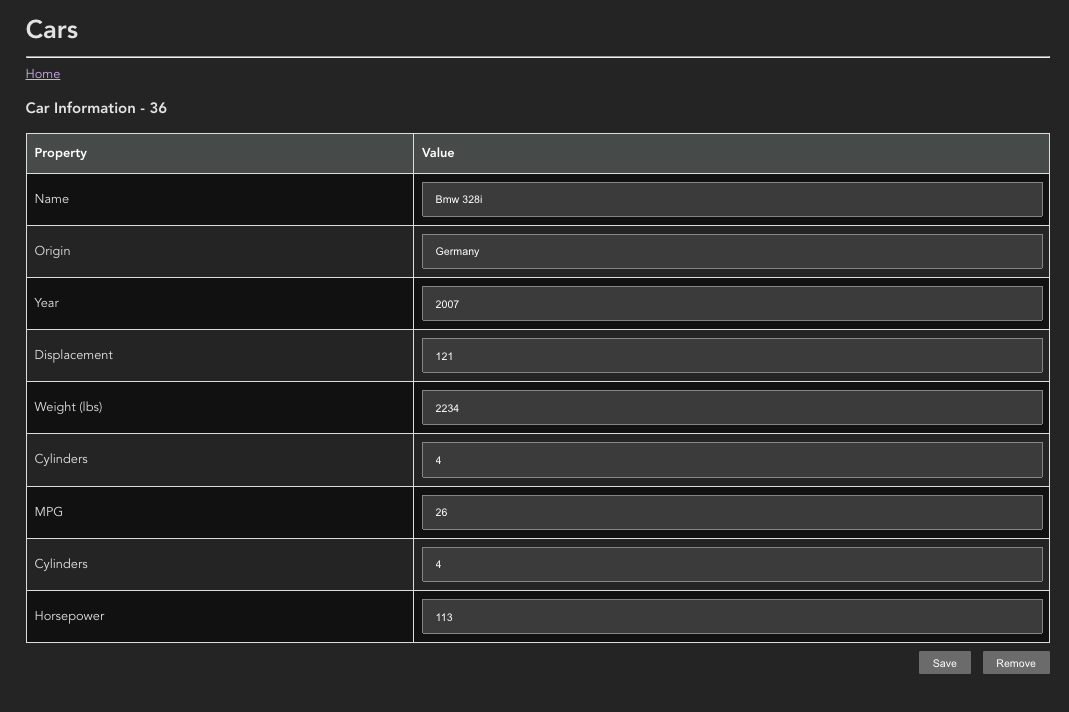 Cars
Home
Car Information - 36
Property Value
Name Bmw 328i
Origin Germany
Year 2007
Displacement 121
Weight (lbs) 2234
Cylinders 4
MPG 26
Cylinders 4
Horsepower 113
Save Remove